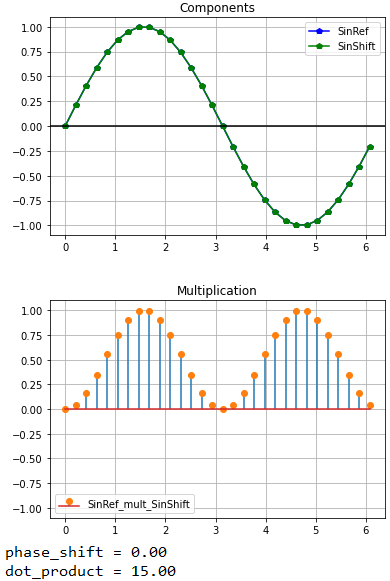 Components
1.00
0.75
0.50
0.25
0.00
−0.25
−0.50
−0.75
−1.00
SinRef
SinShift
0 1 2 3 4 5 6
Multiplication
1.00
0.75
0.50
0.25
0.00
−0.25
−0.50
−0.75
−1.00
SinRef_mult_SinShift
0 1 2 3 4 5 6
phase_shift = 0.00
dot_product = 15.00